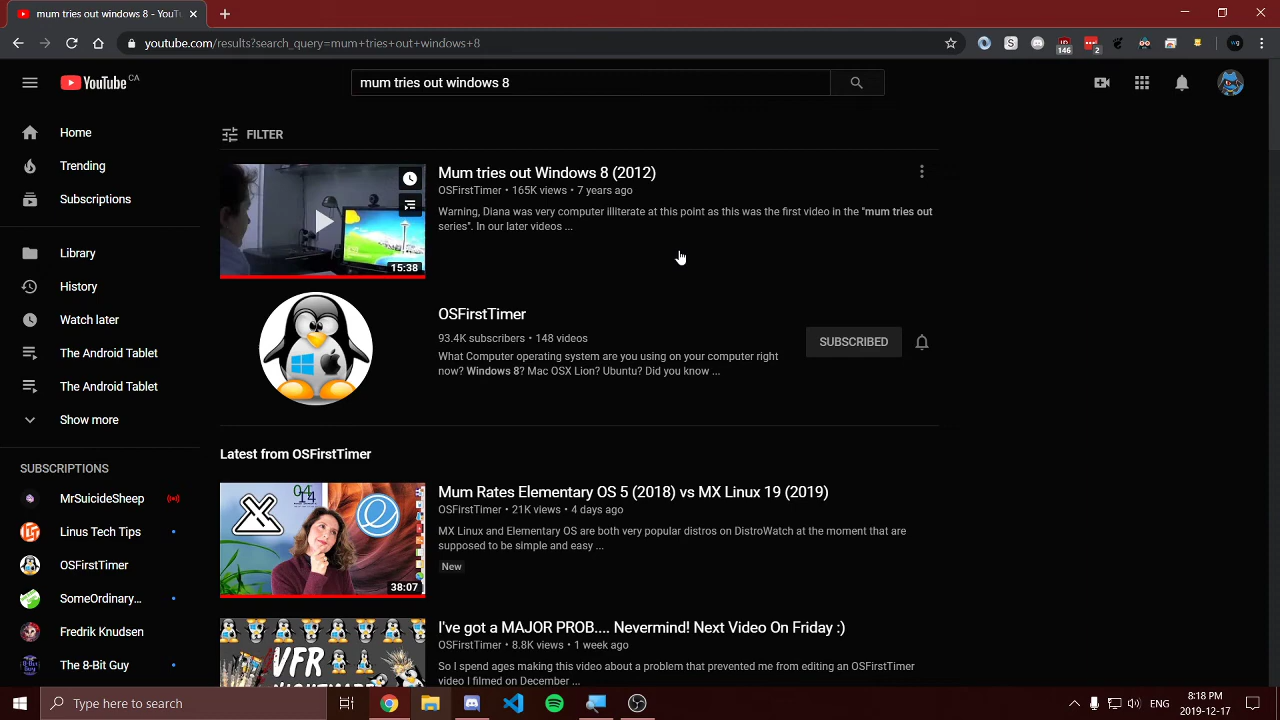 mum tries out windows 8 - YouT
youtube.com/results?search_query=mum+tries+out+windows+8
146
2
wg
YouTube CA
mum tries out windows 8
Home
Trending
Subscriptions
Library
History
Watch later
The Android Tablet
The Android Tablet
Show more
SUBSCRIPTIONS
MrSuicideSheep
Linus Tech Tips
OSFirstTimer
SomeOrdinary...
Fredrik Knudsen
The 8-Bit Guy
FILTER
15:38
Mum tries out Windows 8 (2012)
OSFirstTimer • 165K views • 7 years ago
Warning, Diana was very computer illiterate at this point as this was the first video in the "mum tries out
series". In our later videos ...
OSFirstTimer
93.4K subscribers • 148 videos
What Computer operating system are you using on your computer right
now? Windows 8? Mac OSX Lion? Ubuntu? Did you know ...
SUBSCRIBED
Latest from OSFirstTimer
04
14
38:07
Mum Rates Elementary OS 5 (2018) vs MX Linux 19 (2019)
OSFirstTimer • 21K views • 4 days ago
MX Linux and Elementary OS are both very popular distros on DistroWatch at the moment that are
supposed to be simple and easy ...
New
VFR
I've got a MAJOR PROB.... Nevermind! Next Video On Friday :)
OSFirstTimer • 8.8K views • 1 week ago
So I spend ages making this video about a problem that prevented me from editing an OSFirstTimer
video I filmed on December ...
Type here to search
ENG
8:18 PM
2019-12-17